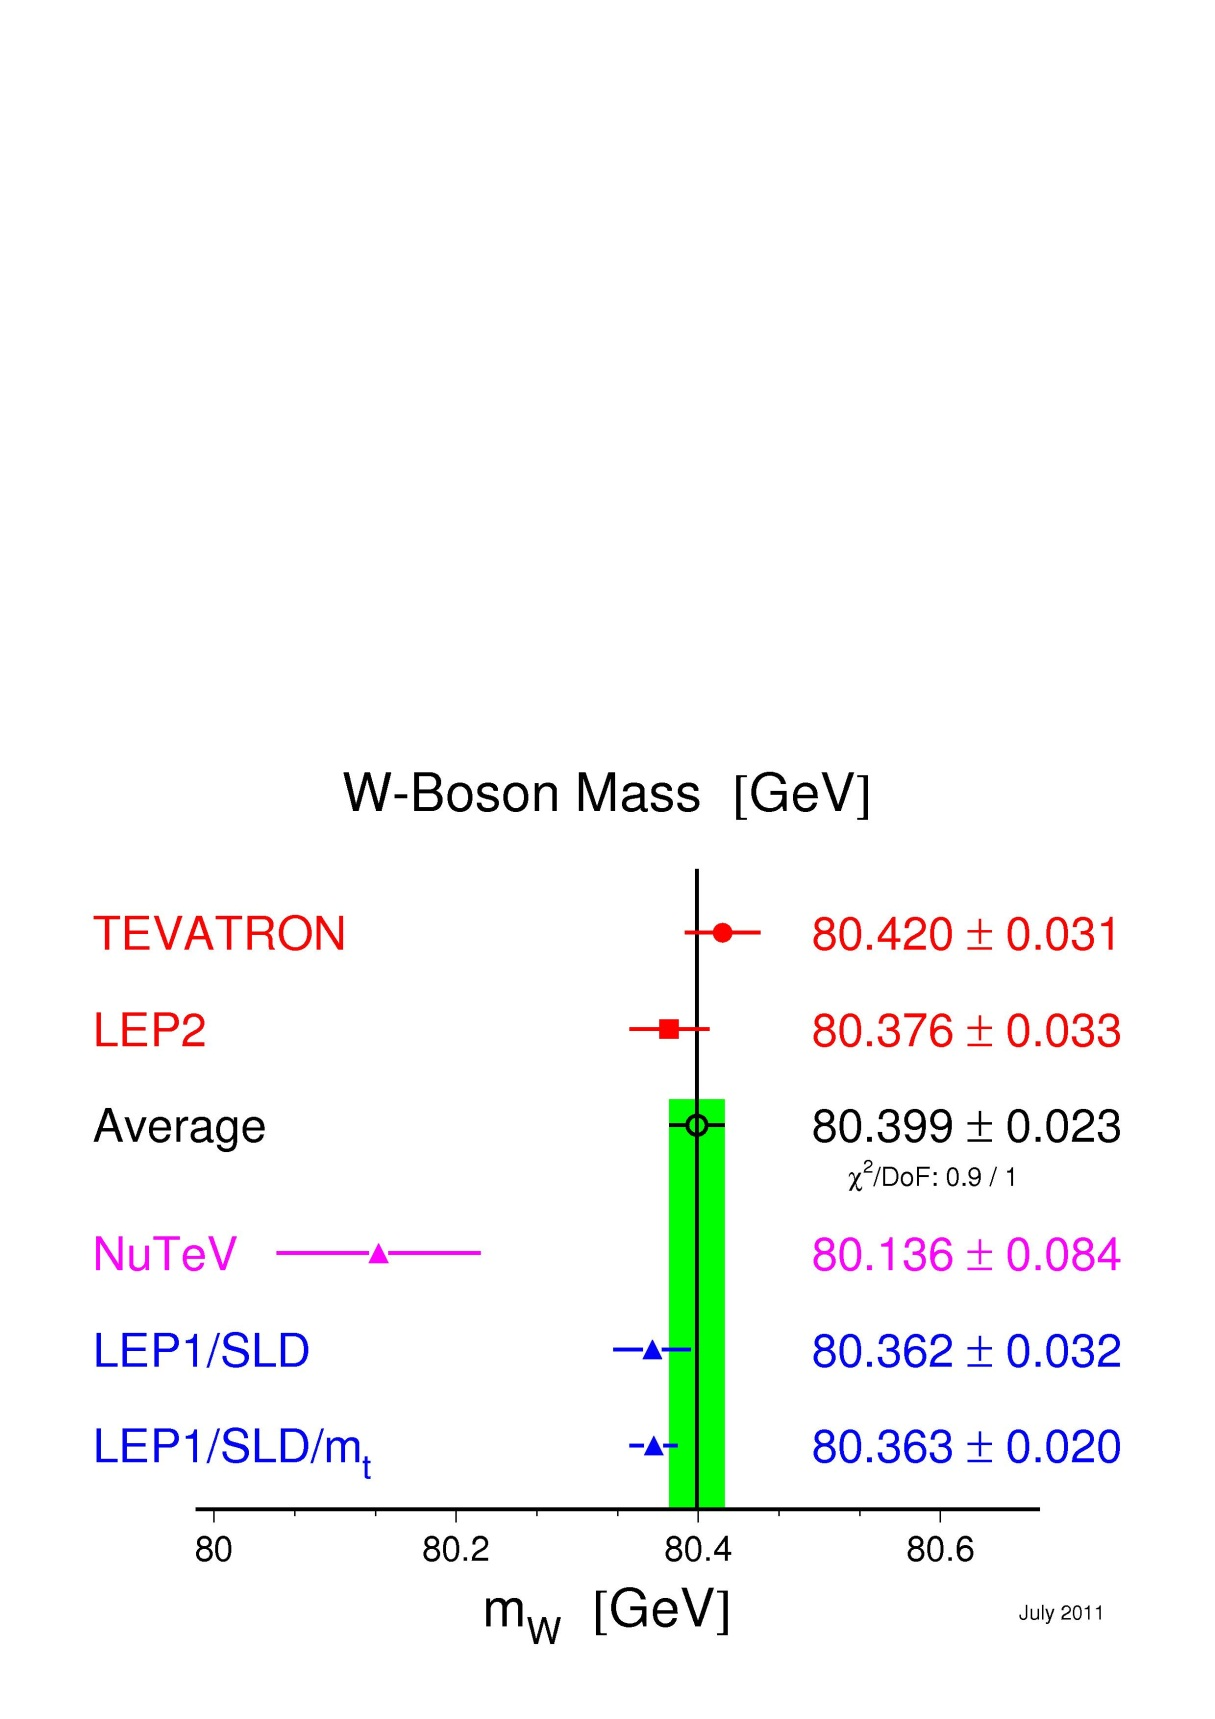 W-Boson Mass [GeV]
TEVATRON 80.420 ± 0.031
LEP2 80.376 ± 0.033
Average 80.399 ± 0.023
χ²/DoF: 0.9 / 1
NuTeV 80.136 ± 0.084
LEP1/SLD 80.362 ± 0.032
LEP1/SLD/mₜ 80.363 ± 0.020
80 80.2 80.4 80.6
m_W [GeV]
July 2011